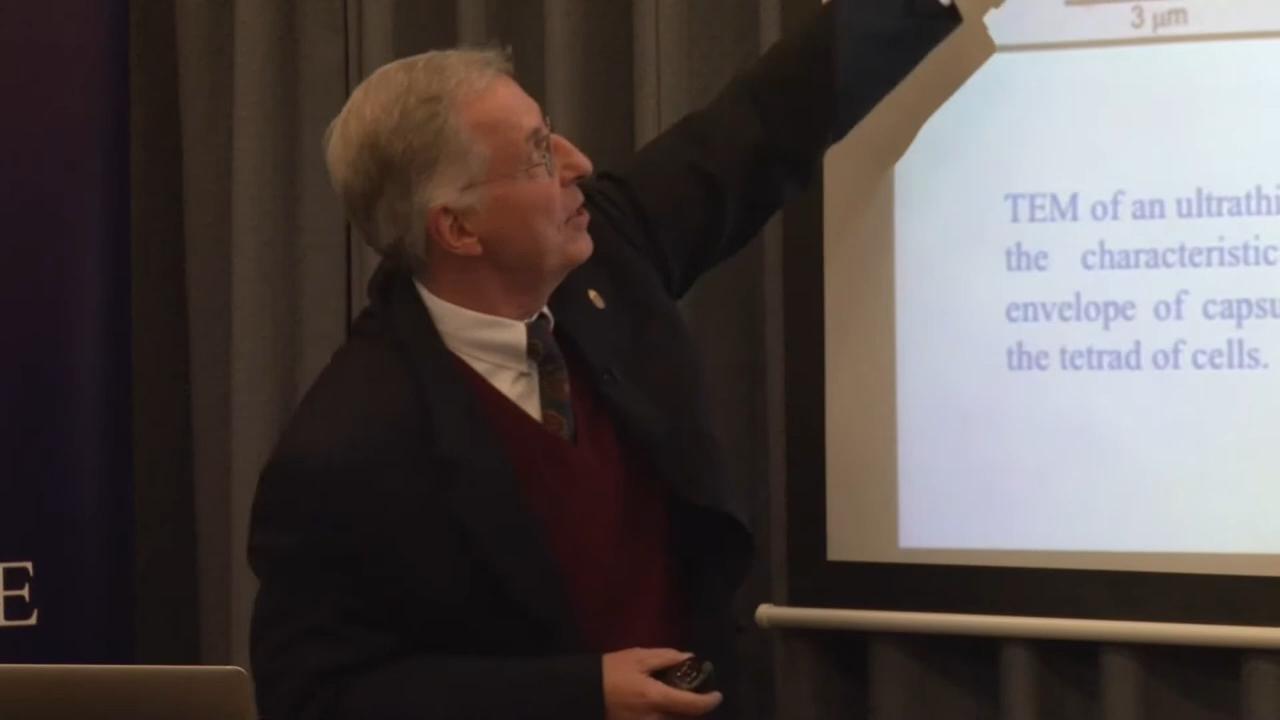 3 µm
TEM of an ultrathi
the characteristic
envelope of capsu
the tetrad of cells.
E